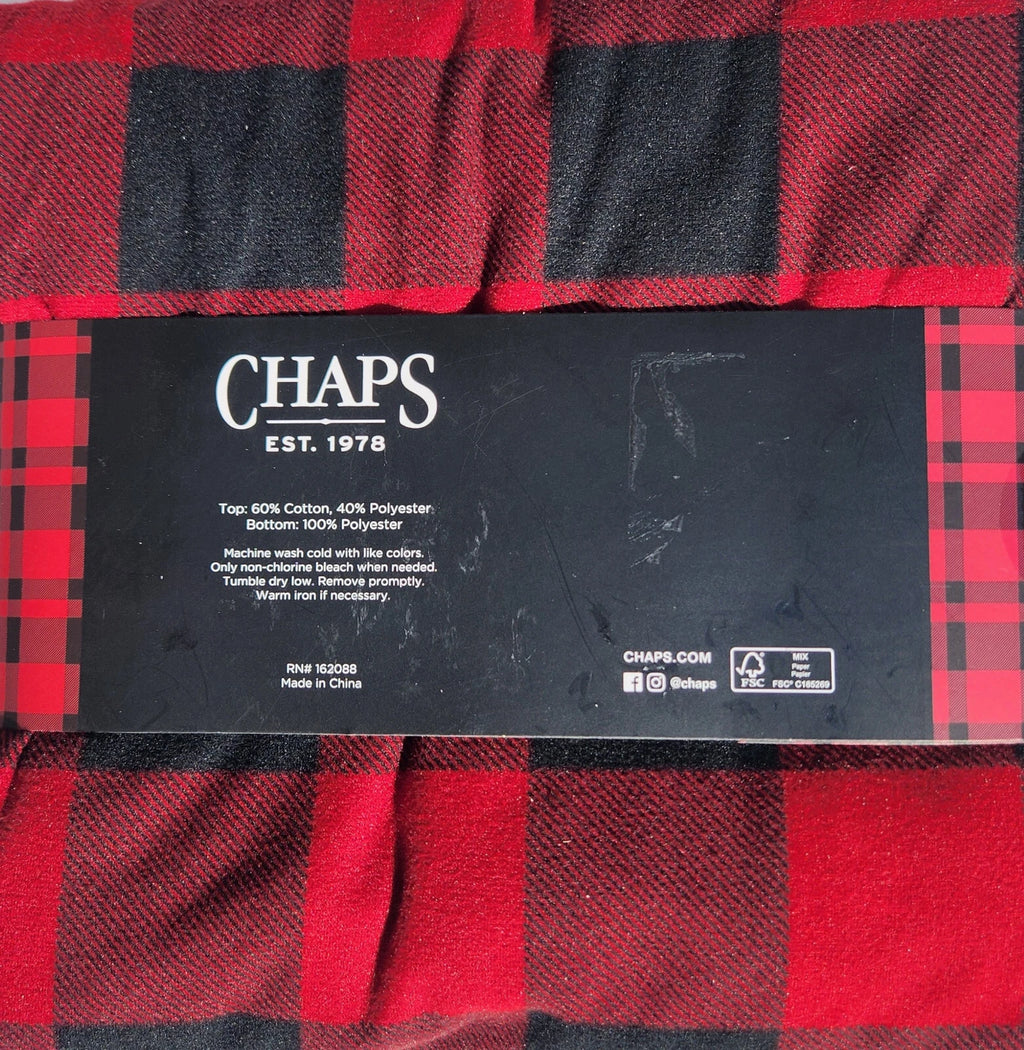 CHAPS
EST. 1978
Top: 60% Cotton, 40% Polyester
Bottom: 100% Polyester
Machine wash cold with like colors.
Only non-chlorine bleach when needed.
Tumble dry low. Remove promptly.
Warm iron if necessary.
RN# 162088
Made in China
CHAPS.COM
@chaps
FSC
MIX
Paper
Papier
FSC® C165269